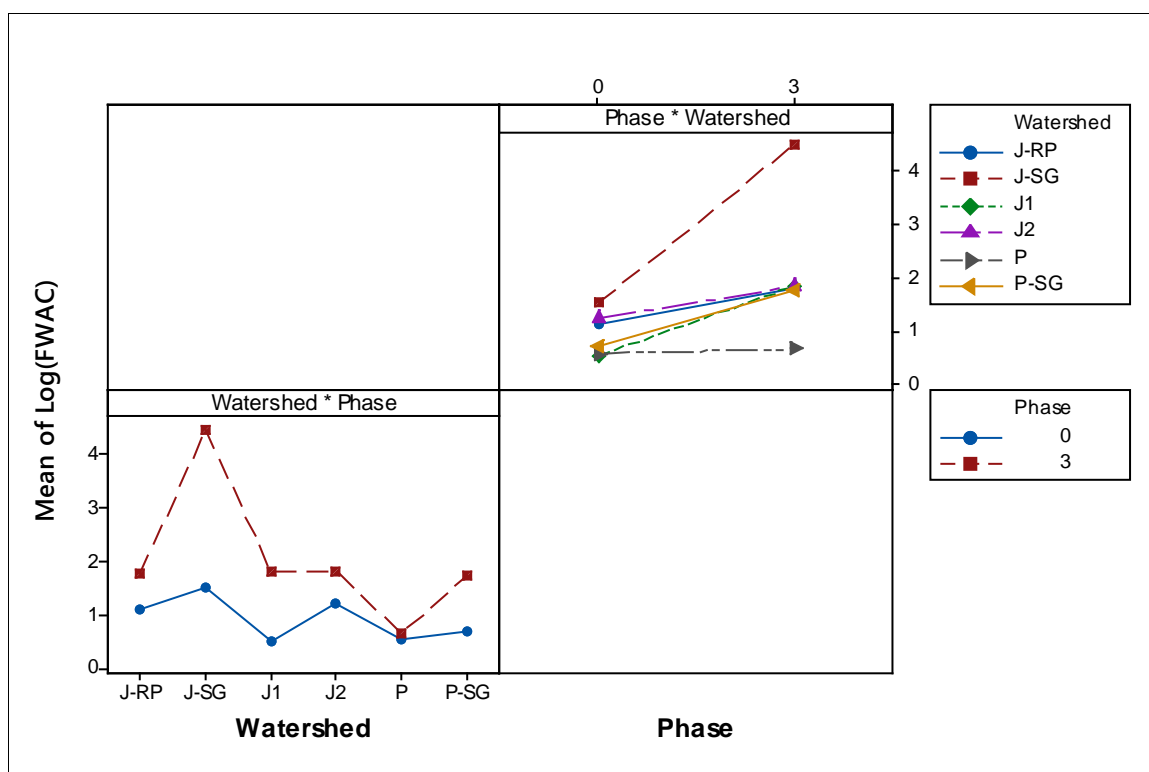 0 3
Phase * Watershed
4
3
2
1
0
Watershed
J-RP
J-SG
J1
J2
P
P-SG
Phase
0
3
Mean of Log(FWAC)
Watershed * Phase
4
3
2
1
0
J-RP J-SG J1 J2 P P-SG
Watershed
Phase